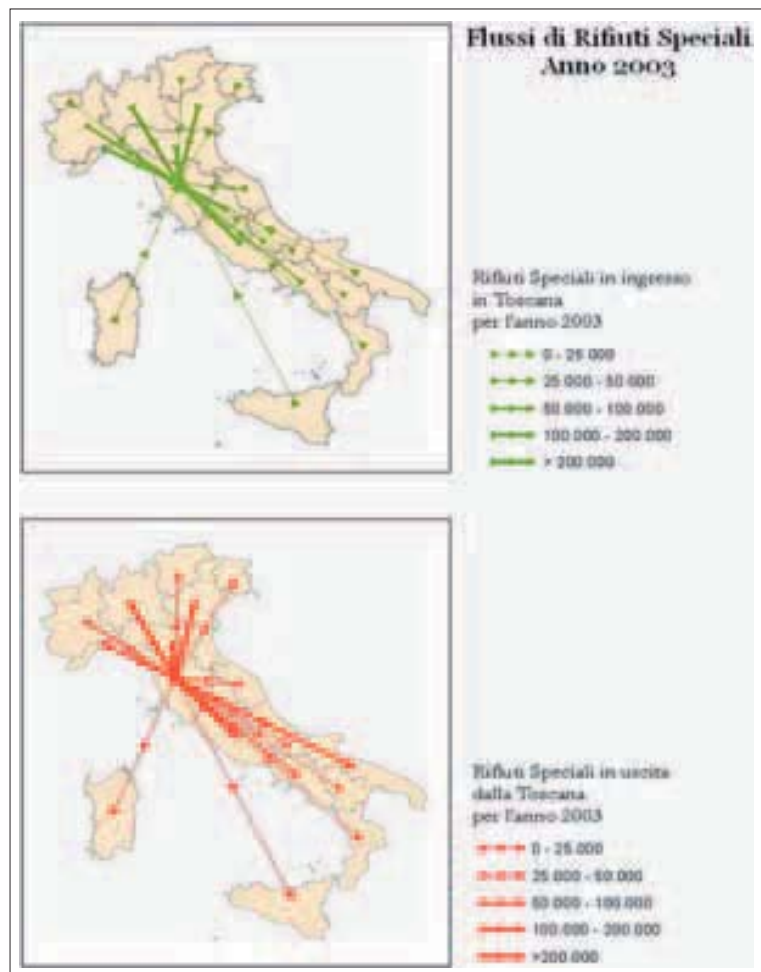 Flussi di Rifiuti Speciali
Anno 2003
Rifiuti Speciali in ingresso
in Toscana
per l'anno 2003
0 - 25.000
25.000 - 50.000
50.000 - 100.000
100.000 - 200.000
> 200.000
Rifiuti Speciali in uscita
dalla Toscana
per l'anno 2003
0 - 25.000
25.000 - 50.000
50.000 - 100.000
100.000 - 200.000
>200.000